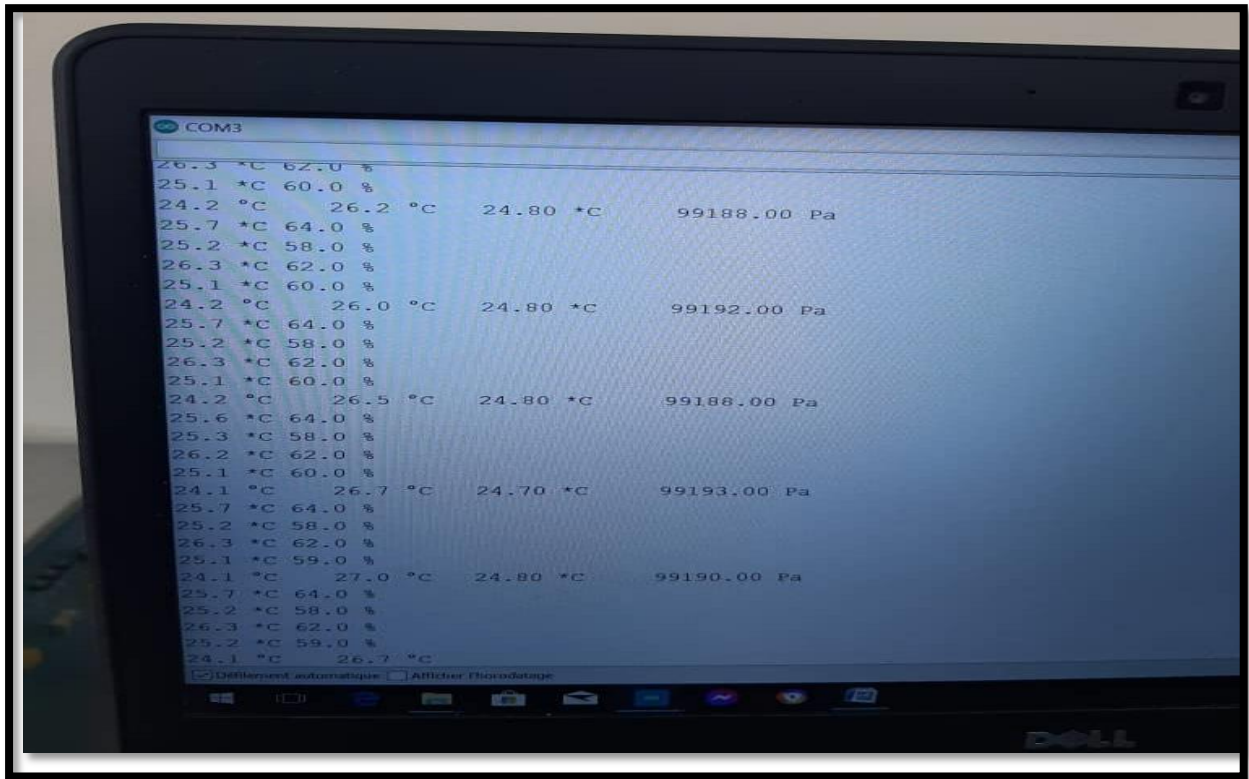 COM3
26.3 *C 62.0 %
25.1 *C 60.0 %
24.2 °C 26.2 °C 24.80 *C 99188.00 Pa
25.7 *C 64.0 %
25.2 *C 58.0 %
26.3 *C 62.0 %
25.1 *C 60.0 %
24.2 °C 26.0 °C 24.80 *C 99192.00 Pa
25.7 *C 64.0 %
25.2 *C 58.0 %
26.3 *C 62.0 %
25.1 *C 60.0 %
24.2 °C 26.5 °C 24.80 *C 99188.00 Pa
25.6 *C 64.0 %
25.3 *C 58.0 %
26.2 *C 62.0 %
25.1 *C 60.0 %
24.1 °C 26.7 °C 24.70 *C 99193.00 Pa
25.7 *C 64.0 %
25.2 *C 58.0 %
26.3 *C 62.0 %
25.1 *C 59.0 %
24.1 °C 27.0 °C 24.80 *C 99190.00 Pa
25.7 *C 64.0 %
25.2 *C 58.0 %
26.3 *C 62.0 %
25.2 *C 59.0 %
24.1 °C 26.7 °C
Défilement automatique Afficher l'horodatage
DELL